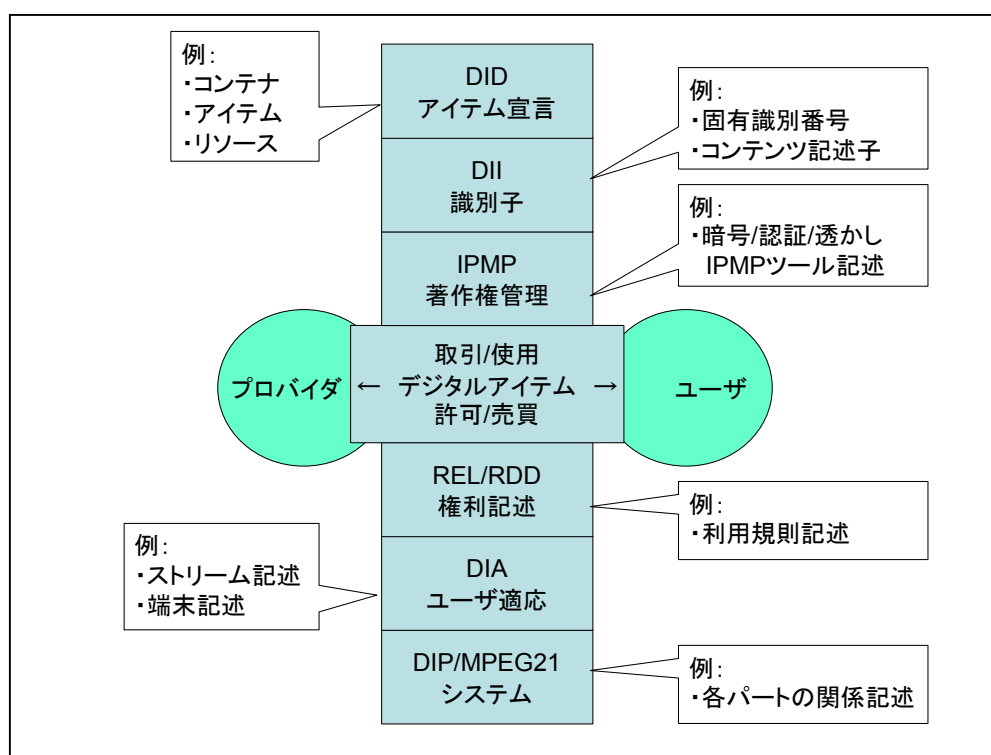 例：
・コンテナ
・アイテム
・リソース
DID
アイテム宣言
例：
・固有識別番号
・コンテンツ記述子
DII
識別子
例：
・暗号/認証/透かし
IPMPツール記述
IPMP
著作権管理
プロバイダ
←
取引/使用
デジタルアイテム
許可/売買
→
ユーザ
REL/RDD
権利記述
例：
・利用規則記述
例：
・ストリーム記述
・端末記述
DIA
ユーザ適応
DIP/MPEG21
システム
例：
・各パートの関係記述